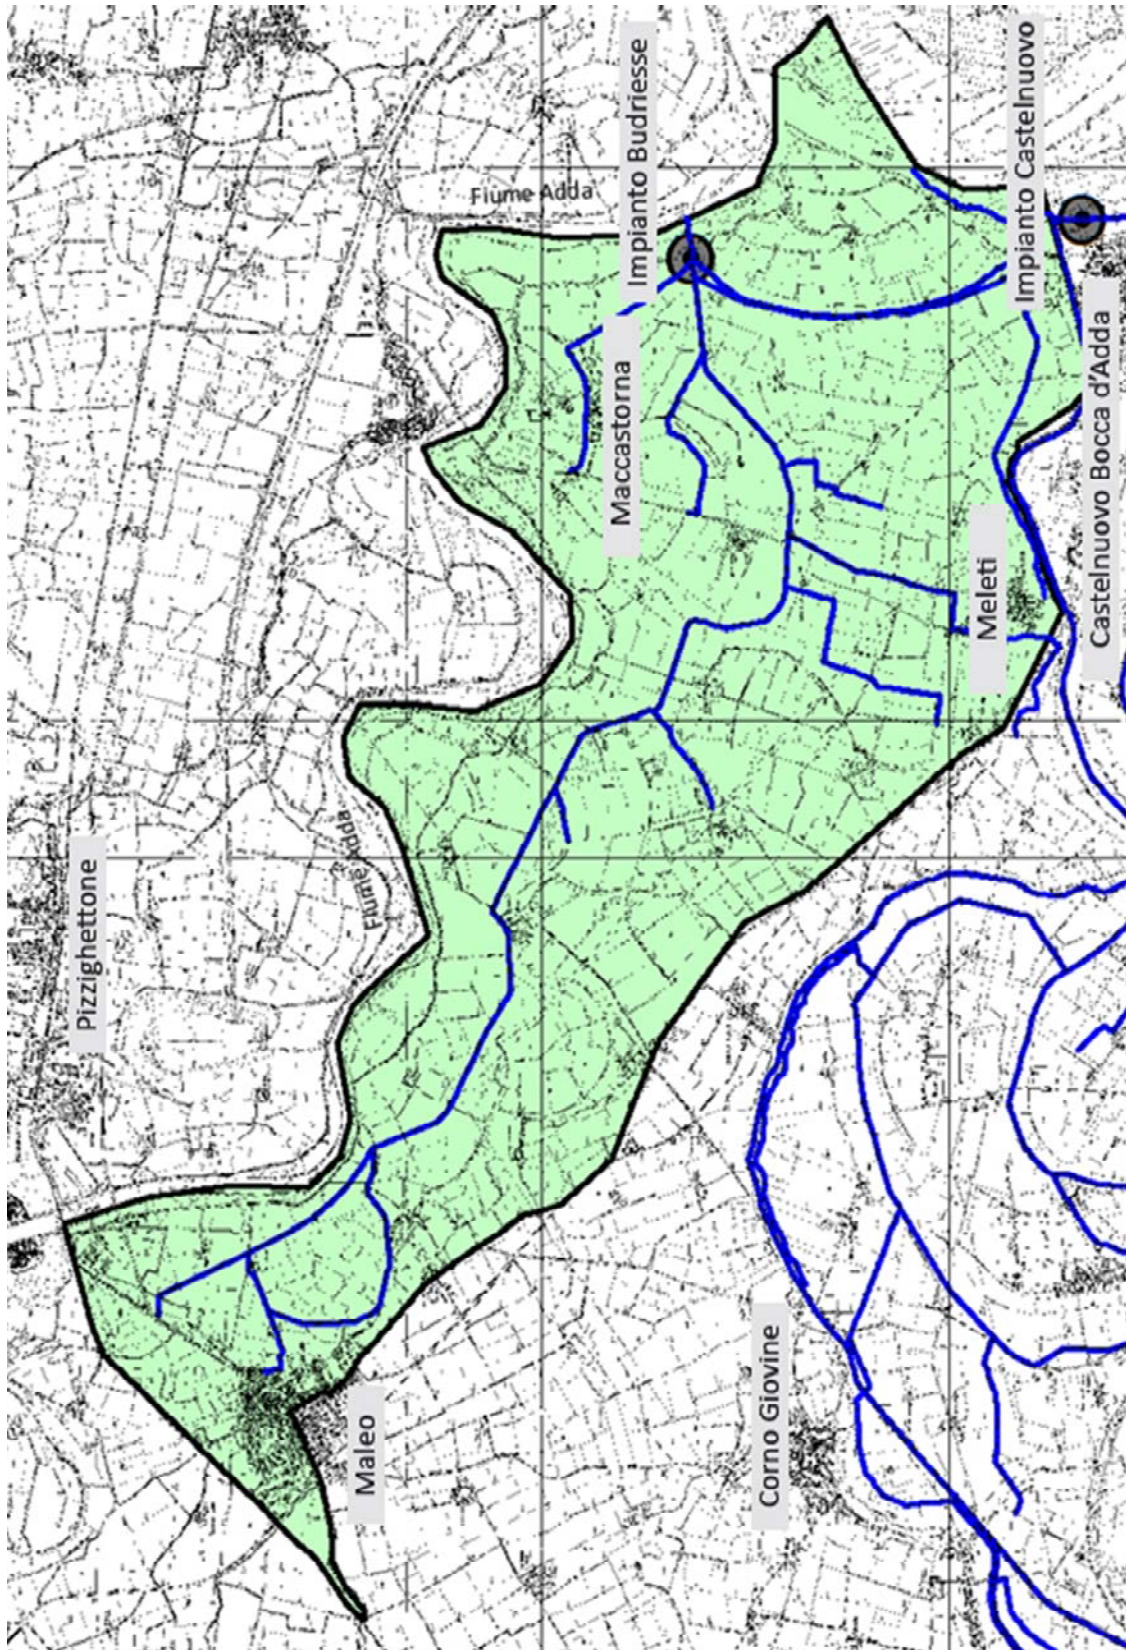 Pizzighettone
Fiume Adda
Maleo
Fiume Adda
Impianto Budriesse
Maccastorna
Corno Giovine
Meleti
Impianto Castelnuovo
Castelnuovo Bocca d'Adda